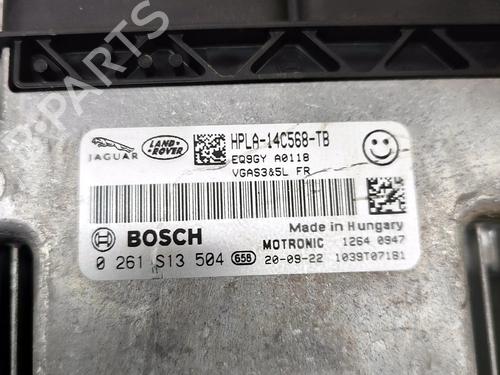 JAGUAR
LAND-ROVER
HPLA-14C568-TB
EQ9GY A0118
VGAS3&5L FR
Made in Hungary
BOSCH
MOTRONIC 1264 0947
0 261 S13 504 658 20-09-22 1039T07181
B-PARTS